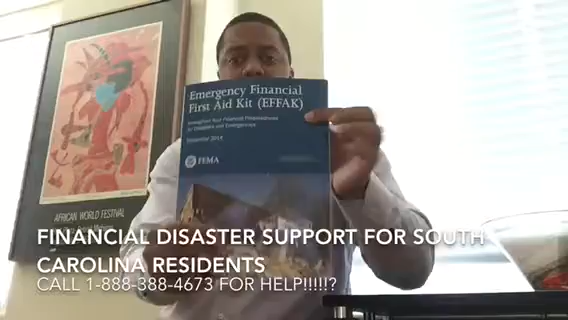 Emergency Financial
First Aid Kit (EFFAK)
Strengthen Your Financial Preparedness
for Disasters and Emergencies
FEMA
AFRICAN WORLD FESTIVAL
FINANCIAL DISASTER SUPPORT FOR SOUTH
CAROLINA RESIDENTS
CALL 1-888-388-4673 FOR HELP!!!!!?